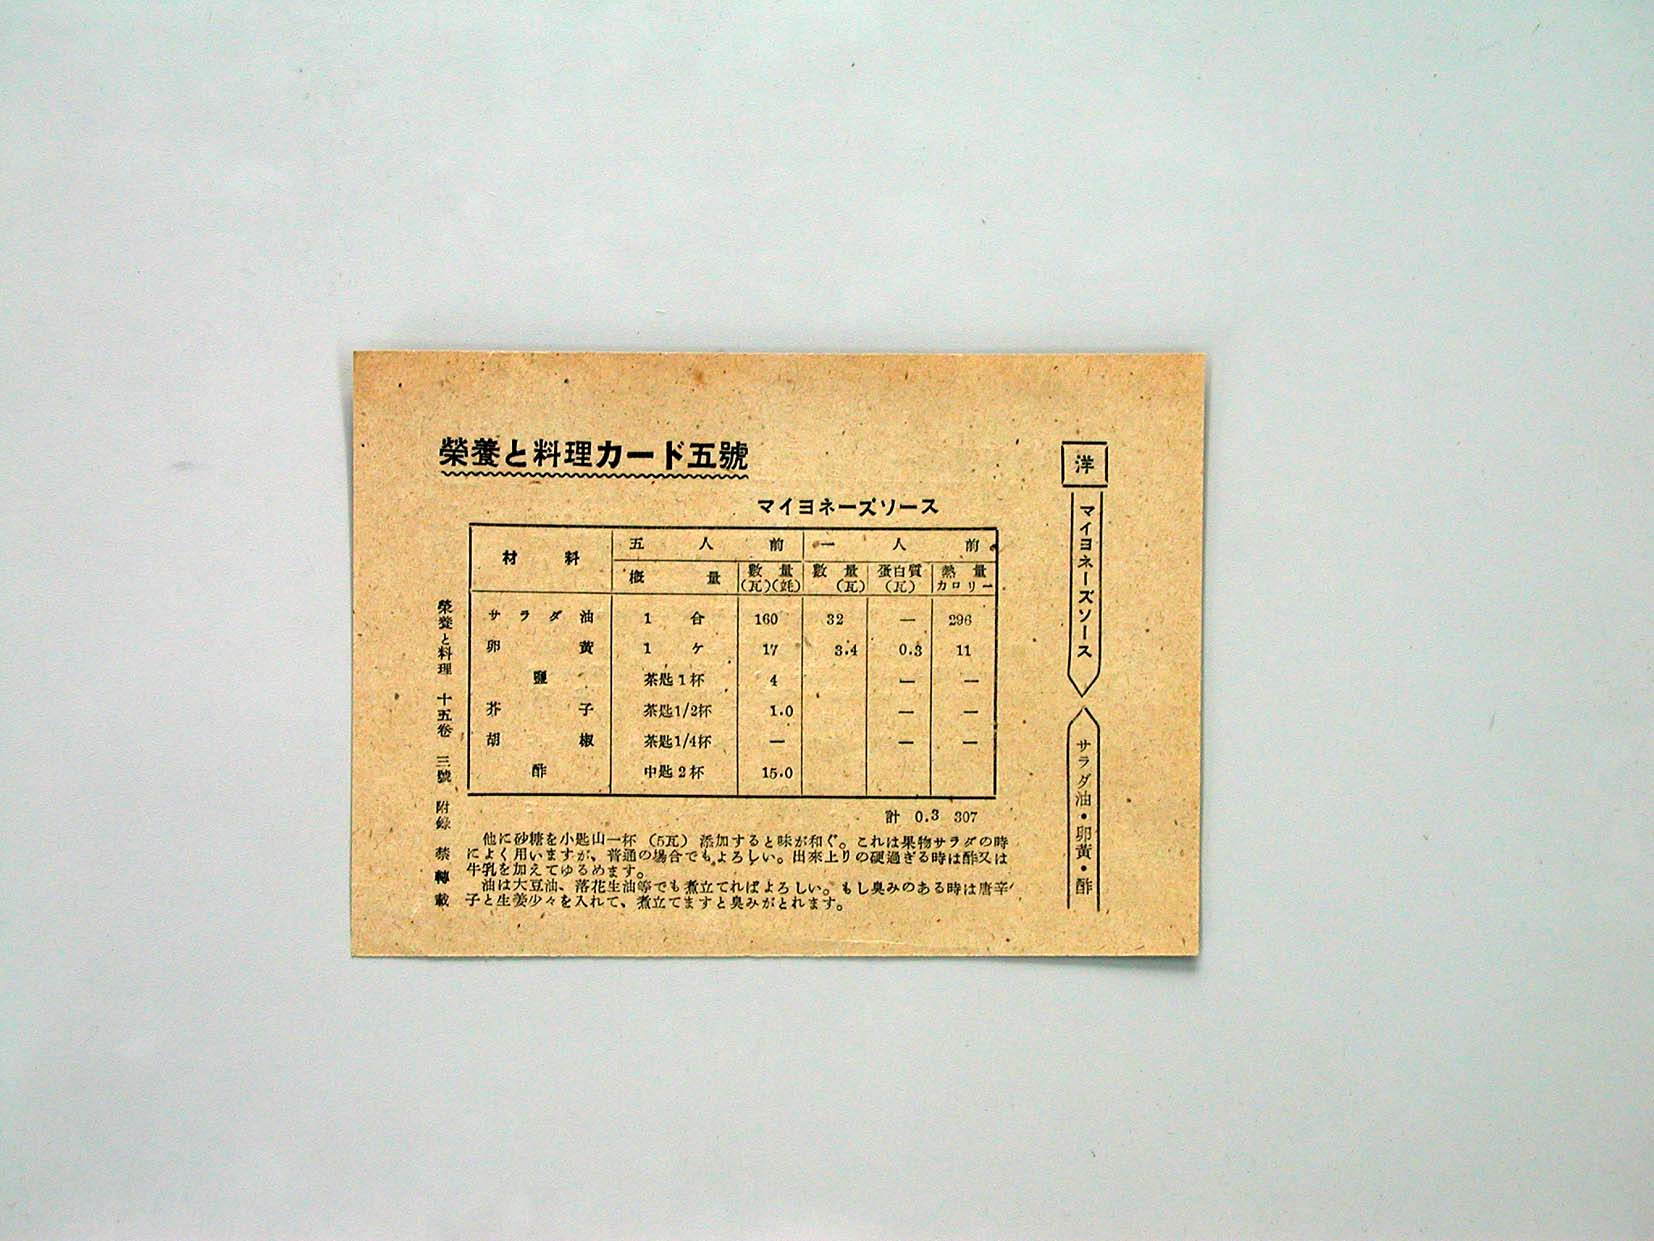 榮養と料理カード五號
マイヨネーズソース
材料 五人前 一人前
概量 數量(瓦)(竓) 數量(瓦) 蛋白質(瓦) 熱量カロリー
サラダ油 1合 160 32 — 296
卵黄 1ケ 17 3.4 0.3 11
鹽 茶匙1杯 4 — —
芥子 茶匙1/2杯 1.0 — —
胡椒 茶匙1/4杯 — — —
酢 中匙2杯 15.0
計 0.3 307
他に砂糖を小匙山一杯(5瓦)添加すると味が和ぐ。これは果物サラダの時
によく用いますが、普通の場合でもよろしい。出來上りの硬過ぎる時は酢又は
牛乳を加えてゆるめます。
油は大豆油、落花生油等でも煮立てればよろしい。もし臭みのある時は唐辛
子と生姜少々を入れて、煮立てますと臭みがとれます。
洋
マイヨネーズソース
サラダ油・卵黄・酢
榮養と料理 十五卷 三號 附錄 禁轉載